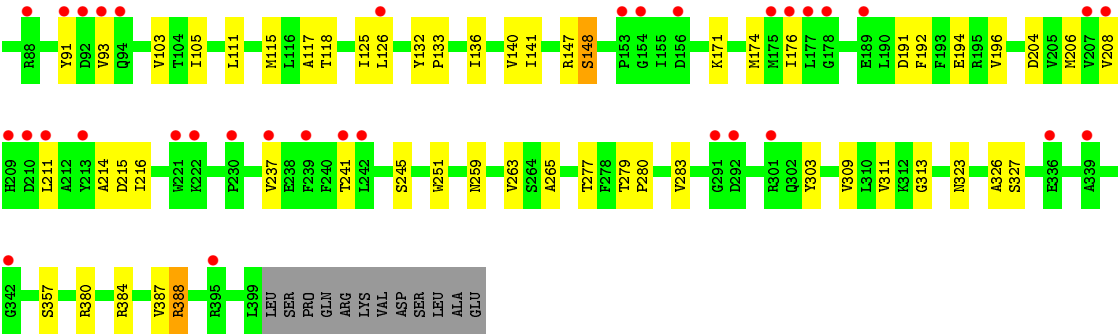 R88 Y91 D92 V93 Q94 V103 T104 I105 L111 M115 L116 A117 T118 I125 L126 Y132 P133 I136 V140 I141 R147 S148 P153 G154 I155 D156 K171 M174 M175 I176 L177 G178 E189 L190 D191 F192 F193 E194 R195 V196 D204 V205 M206 V207 V208
H209 D210 L211 A212 Y213 A214 D215 I216 W221 K222 P230 V237 E238 F239 F240 T241 L242 S245 W251 N259 V263 S264 A265 T277 F278 T279 P280 V283 G291 D292 R301 Q302 Y303 V309 L310 V311 K312 G313 N323 A326 S327 E336 A339
G342 S357 R380 R384 V387 R388 R395 L399 LEU SER PRO GLN ARG LYS VAL ASP SER LEU ALA GLU